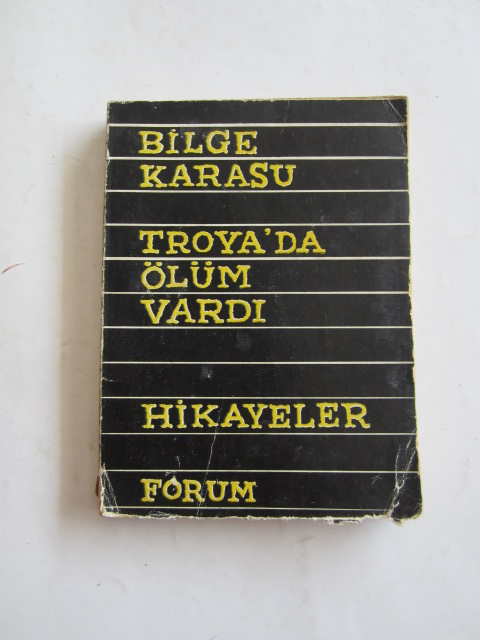 BİLGE
KARASU
TROYA'DA
ÖLÜM
VARDI
HİKAYELER
FORUM